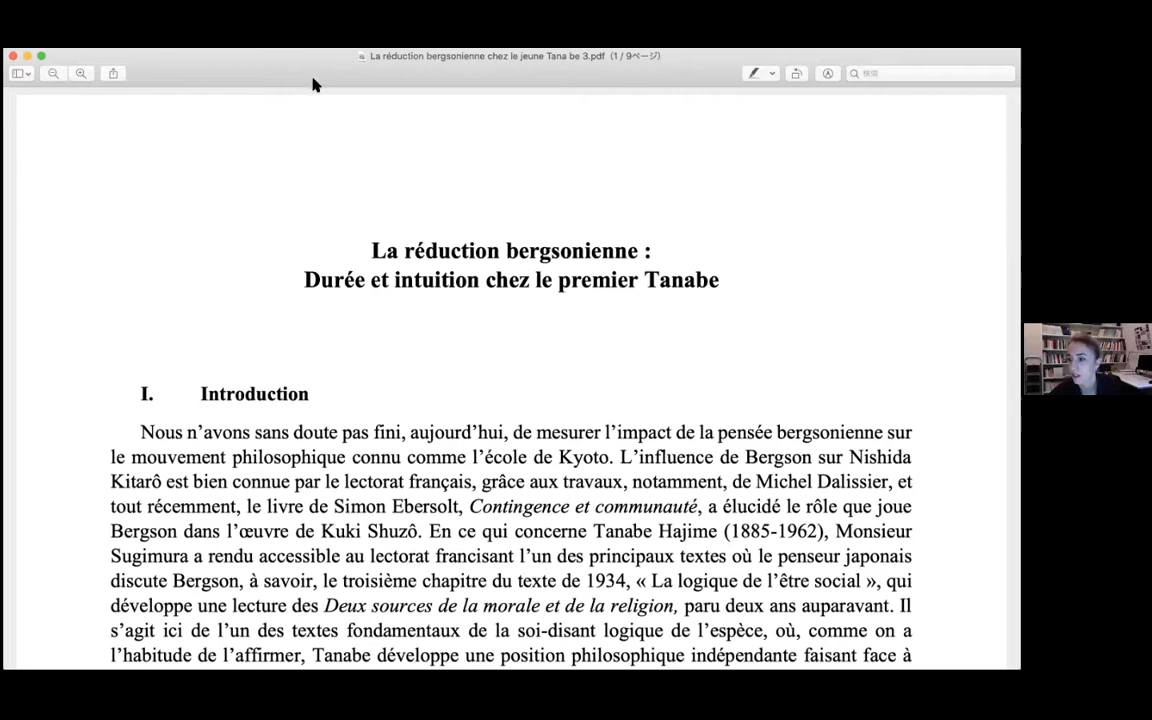 La réduction bergsonienne chez le jeune Tana be 3.pdf（1 / 9ページ）
検索
La réduction bergsonienne :
Durée et intuition chez le premier Tanabe
I. Introduction
Nous n’avons sans doute pas fini, aujourd’hui, de mesurer l’impact de la pensée bergsonienne sur
le mouvement philosophique connu comme l’école de Kyoto. L’influence de Bergson sur Nishida
Kitarô est bien connue par le lectorat français, grâce aux travaux, notamment, de Michel Dalissier, et
tout récemment, le livre de Simon Ebersolt, Contingence et communauté, a élucidé le rôle que joue
Bergson dans l’œuvre de Kuki Shuzô. En ce qui concerne Tanabe Hajime (1885-1962), Monsieur
Sugimura a rendu accessible au lectorat francisant l’un des principaux textes où le penseur japonais
discute Bergson, à savoir, le troisième chapitre du texte de 1934, « La logique de l’être social », qui
développe une lecture des Deux sources de la morale et de la religion, paru deux ans auparavant. Il
s’agit ici de l’un des textes fondamentaux de la soi-disant logique de l’espèce, où, comme on a
l’habitude de l’affirmer, Tanabe développe une position philosophique indépendante faisant face à